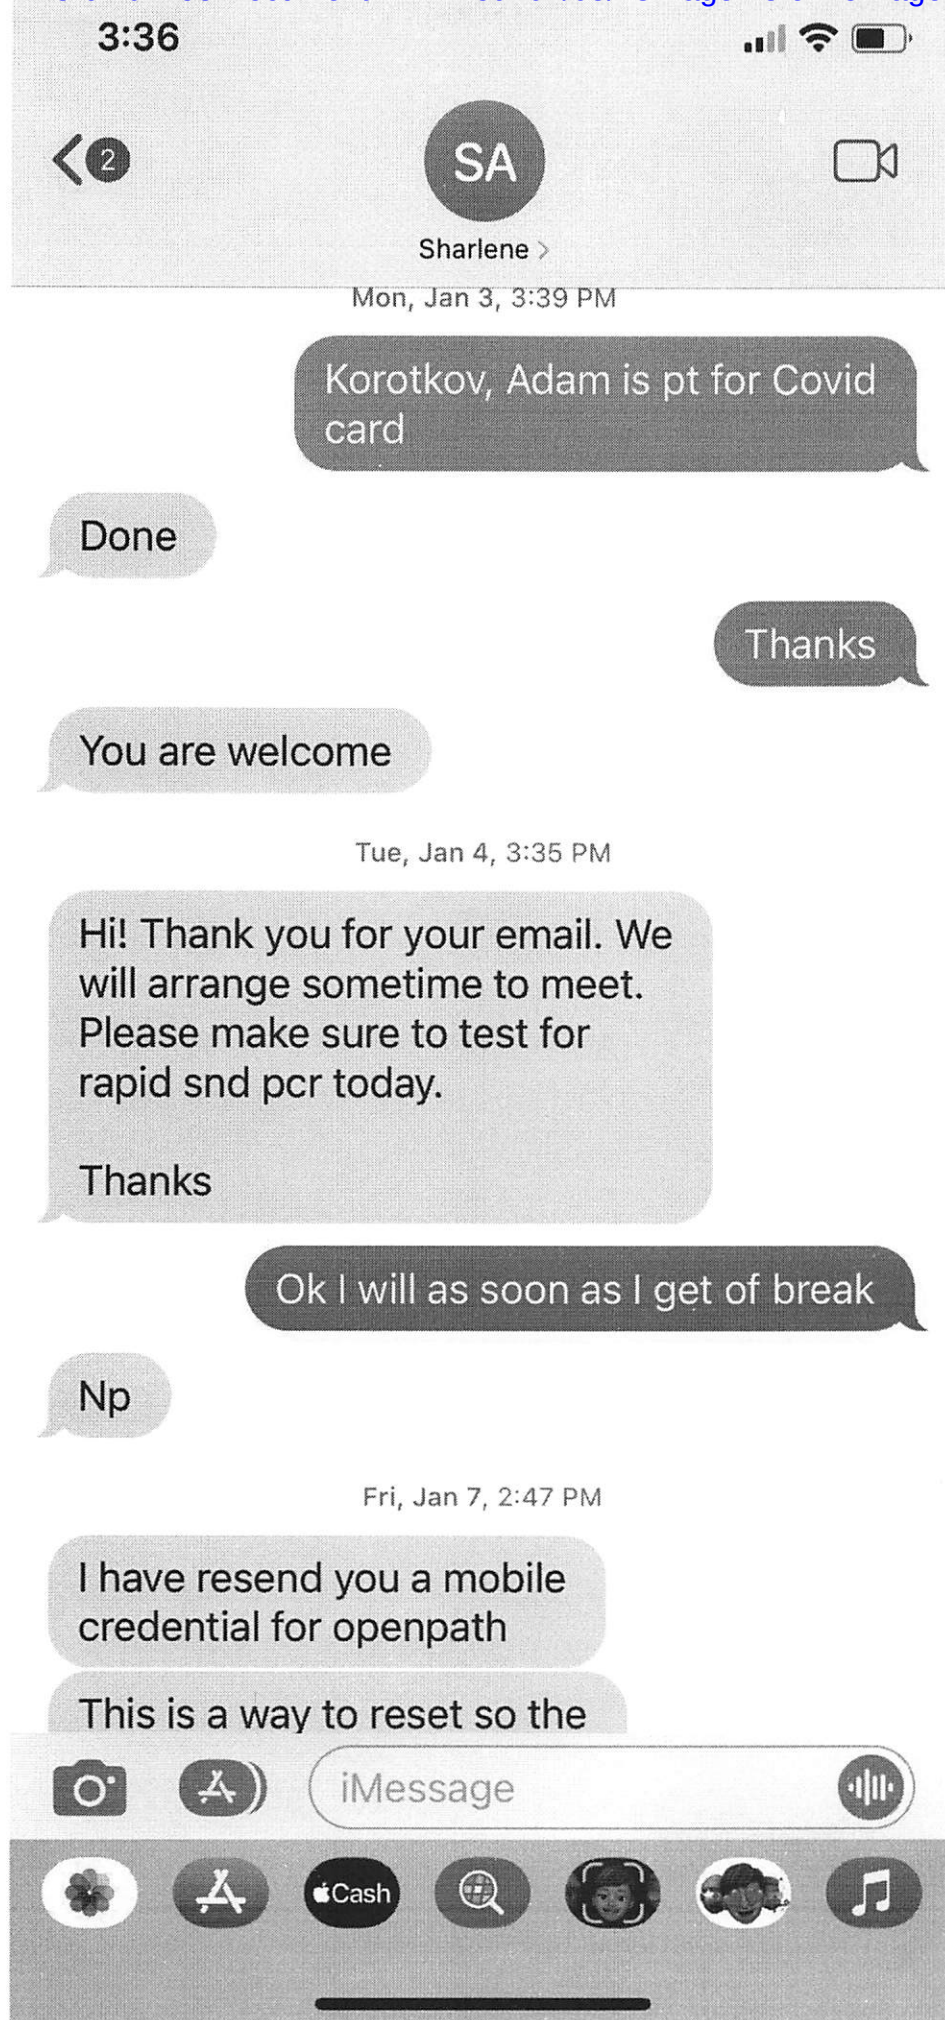 3:36
2
SA
Sharlene >
Mon, Jan 3, 3:39 PM
Korotkov, Adam is pt for Covid
card
Done
Thanks
You are welcome
Tue, Jan 4, 3:35 PM
Hi! Thank you for your email. We
will arrange sometime to meet.
Please make sure to test for
rapid snd pcr today.
Thanks
Ok I will as soon as I get of break
Np
Fri, Jan 7, 2:47 PM
I have resend you a mobile
credential for openpath
This is a way to reset so the
iMessage
Cash